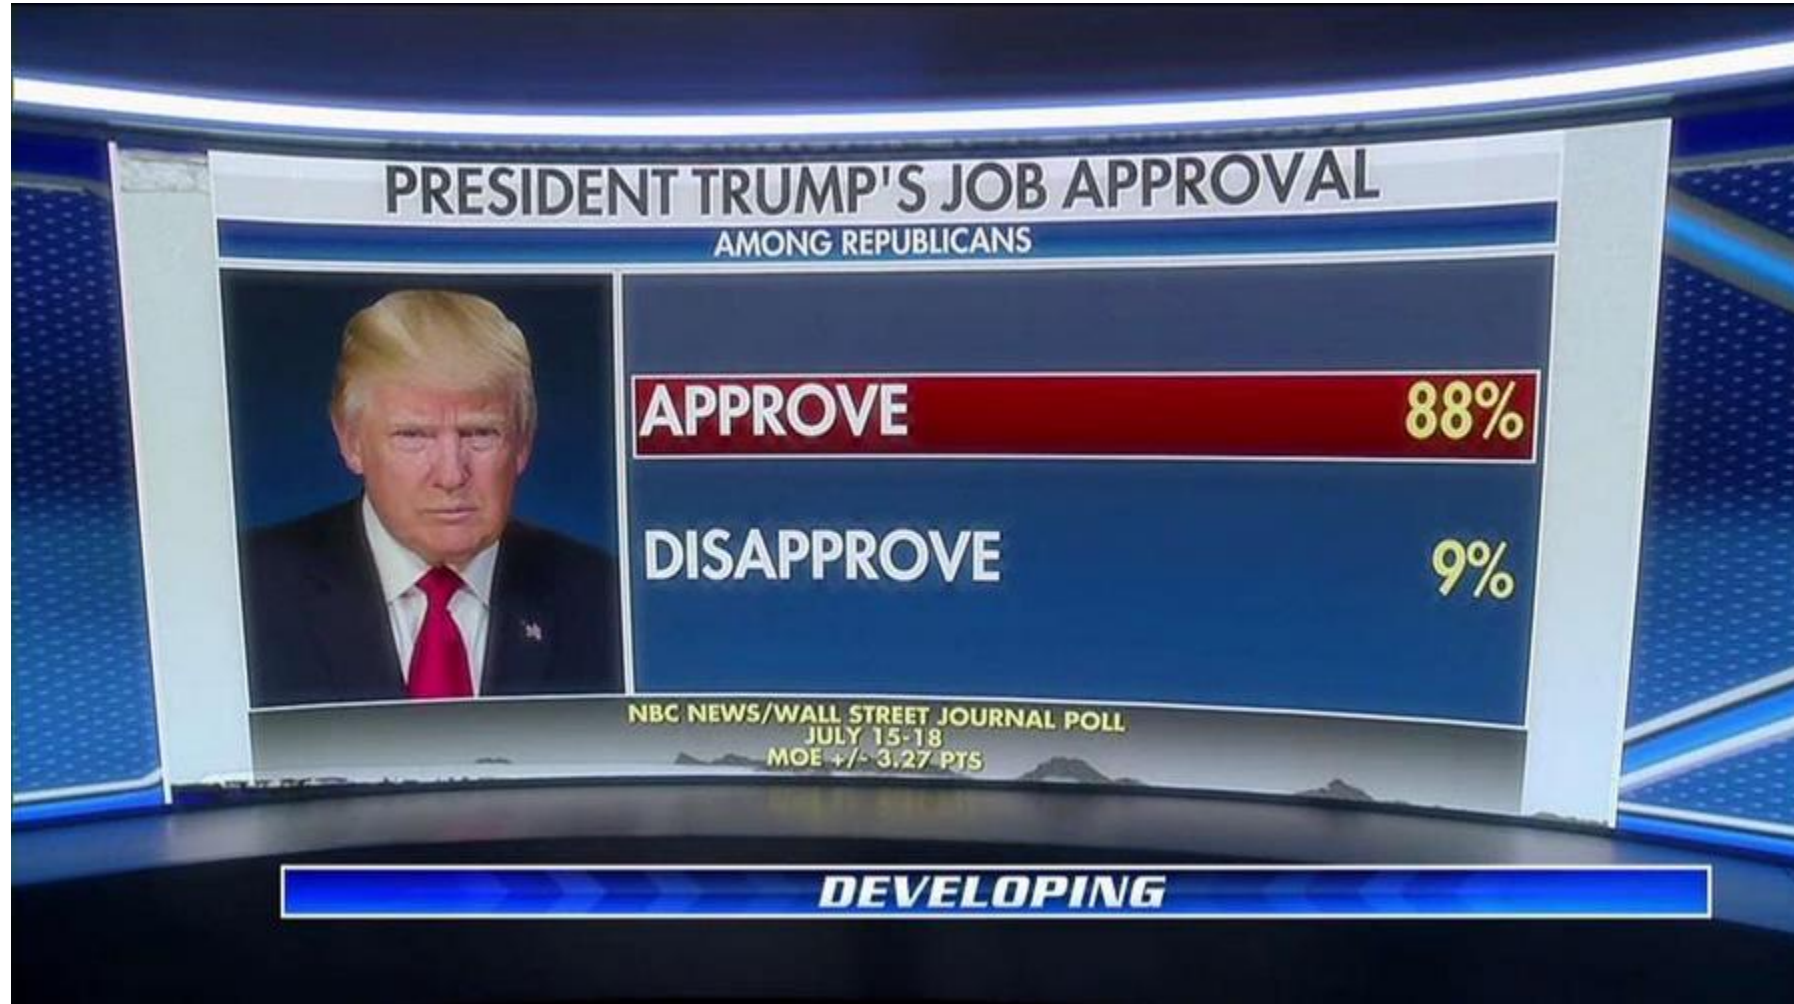 PRESIDENT TRUMP'S JOB APPROVAL
AMONG REPUBLICANS
APPROVE 88%
DISAPPROVE 9%
NBC NEWS/WALL STREET JOURNAL POLL
JULY 15-18
MOE +/- 3.27 PTS
DEVELOPING